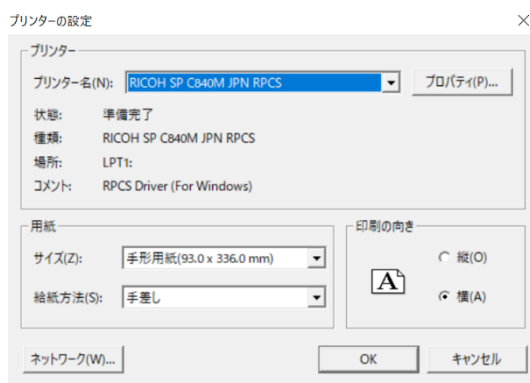 プリンターの設定
プリンター
プリンター名(N): RICOH SP C840M JPN RPCS プロパティ(P)...
状態: 準備完了
種類: RICOH SP C840M JPN RPCS
場所: LPT1:
コメント: RPCS Driver (For Windows)
用紙
サイズ(Z): 手形用紙(93.0 x 336.0 mm)
給紙方法(S): 手差し
印刷の向き
A
縦(O)
横(A)
ネットワーク(W)... OK キャンセル